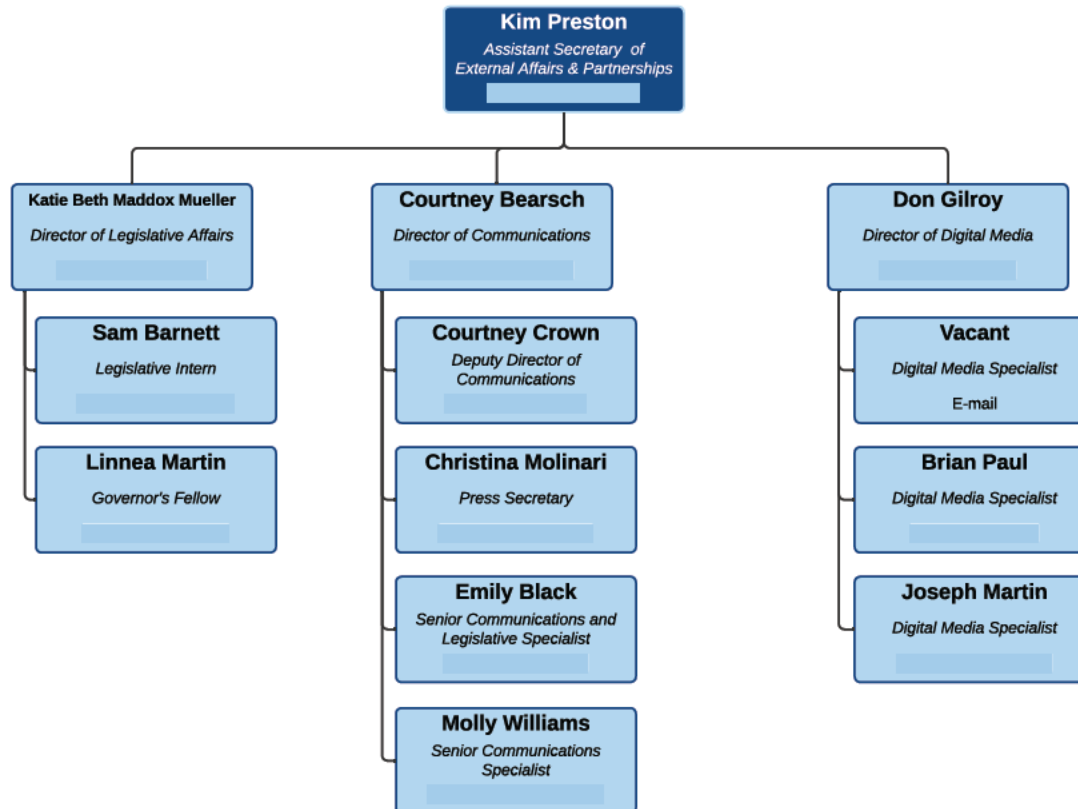 Kim Preston
Assistant Secretary of
External Affairs & Partnerships
Katie Beth Maddox Mueller
Director of Legislative Affairs
Sam Barnett
Legislative Intern
Linnea Martin
Governor's Fellow
Courtney Bearsch
Director of Communications
Courtney Crown
Deputy Director of
Communications
Christina Molinari
Press Secretary
Emily Black
Senior Communications and
Legislative Specialist
Molly Williams
Senior Communications
Specialist
Don Gilroy
Director of Digital Media
Vacant
Digital Media Specialist
E-mail
Brian Paul
Digital Media Specialist
Joseph Martin
Digital Media Specialist